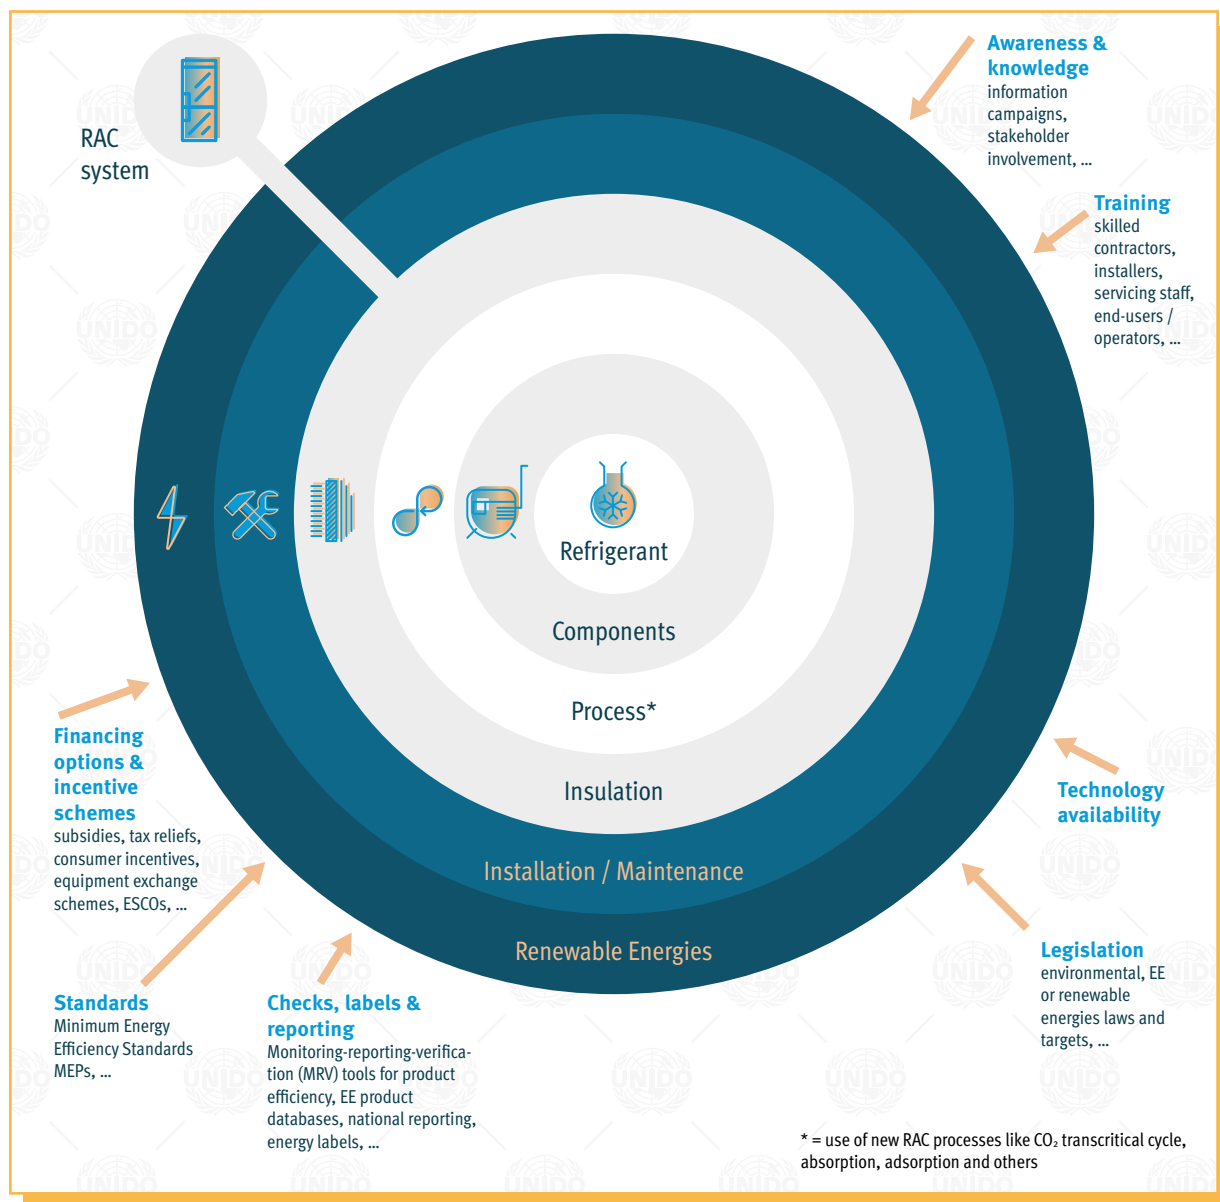 RAC
system
Awareness &
knowledge
information
campaigns,
stakeholder
involvement, ...
Training
skilled
contractors,
installers,
servicing staff,
end-users /
operators, ...
Refrigerant
Components
Process*
Insulation
Installation / Maintenance
Renewable Energies
Financing
options &
incentive
schemes
subsidies, tax reliefs,
consumer incentives,
equipment exchange
schemes, ESCOs, ...
Technology
availability
Legislation
environmental, EE
or renewable
energies laws and
targets, ...
Standards
Minimum Energy
Efficiency Standards
MEPs, ...
Checks, labels &
reporting
Monitoring-reporting-verifica-
tion (MRV) tools for product
efficiency, EE product
databases, national reporting,
energy labels, ...
* = use of new RAC processes like CO₂ transcritical cycle,
absorption, adsorption and others
UNIDO